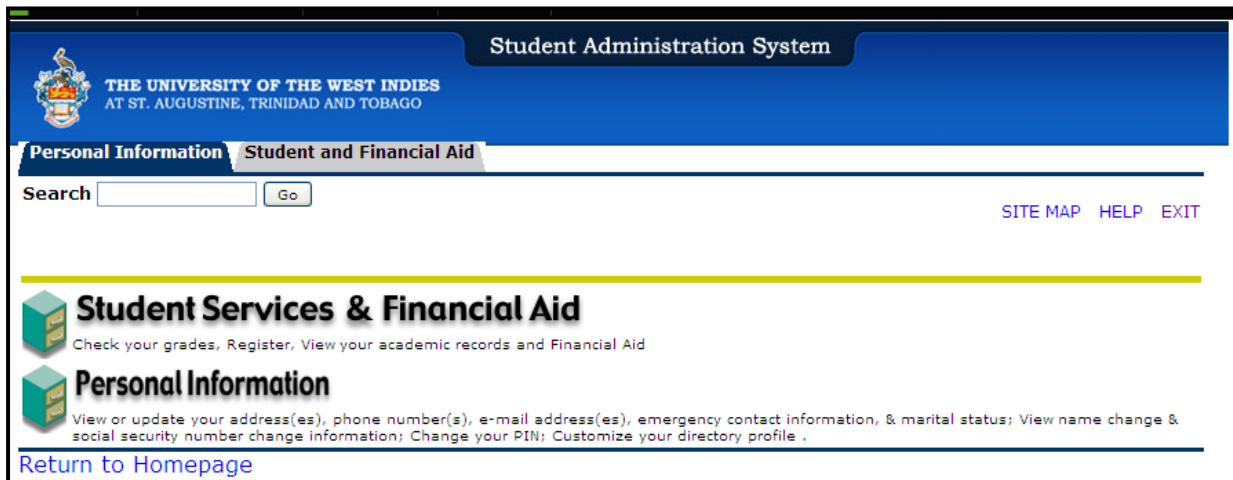 Student Administration System
THE UNIVERSITY OF THE WEST INDIES
AT ST. AUGUSTINE, TRINIDAD AND TOBAGO
Personal Information Student and Financial Aid
Search Go
SITE MAP HELP EXIT
Student Services & Financial Aid
Check your grades, Register, View your academic records and Financial Aid
Personal Information
View or update your address(es), phone number(s), e-mail address(es), emergency contact information, & marital status; View name change &
social security number change information; Change your PIN; Customize your directory profile .
Return to Homepage